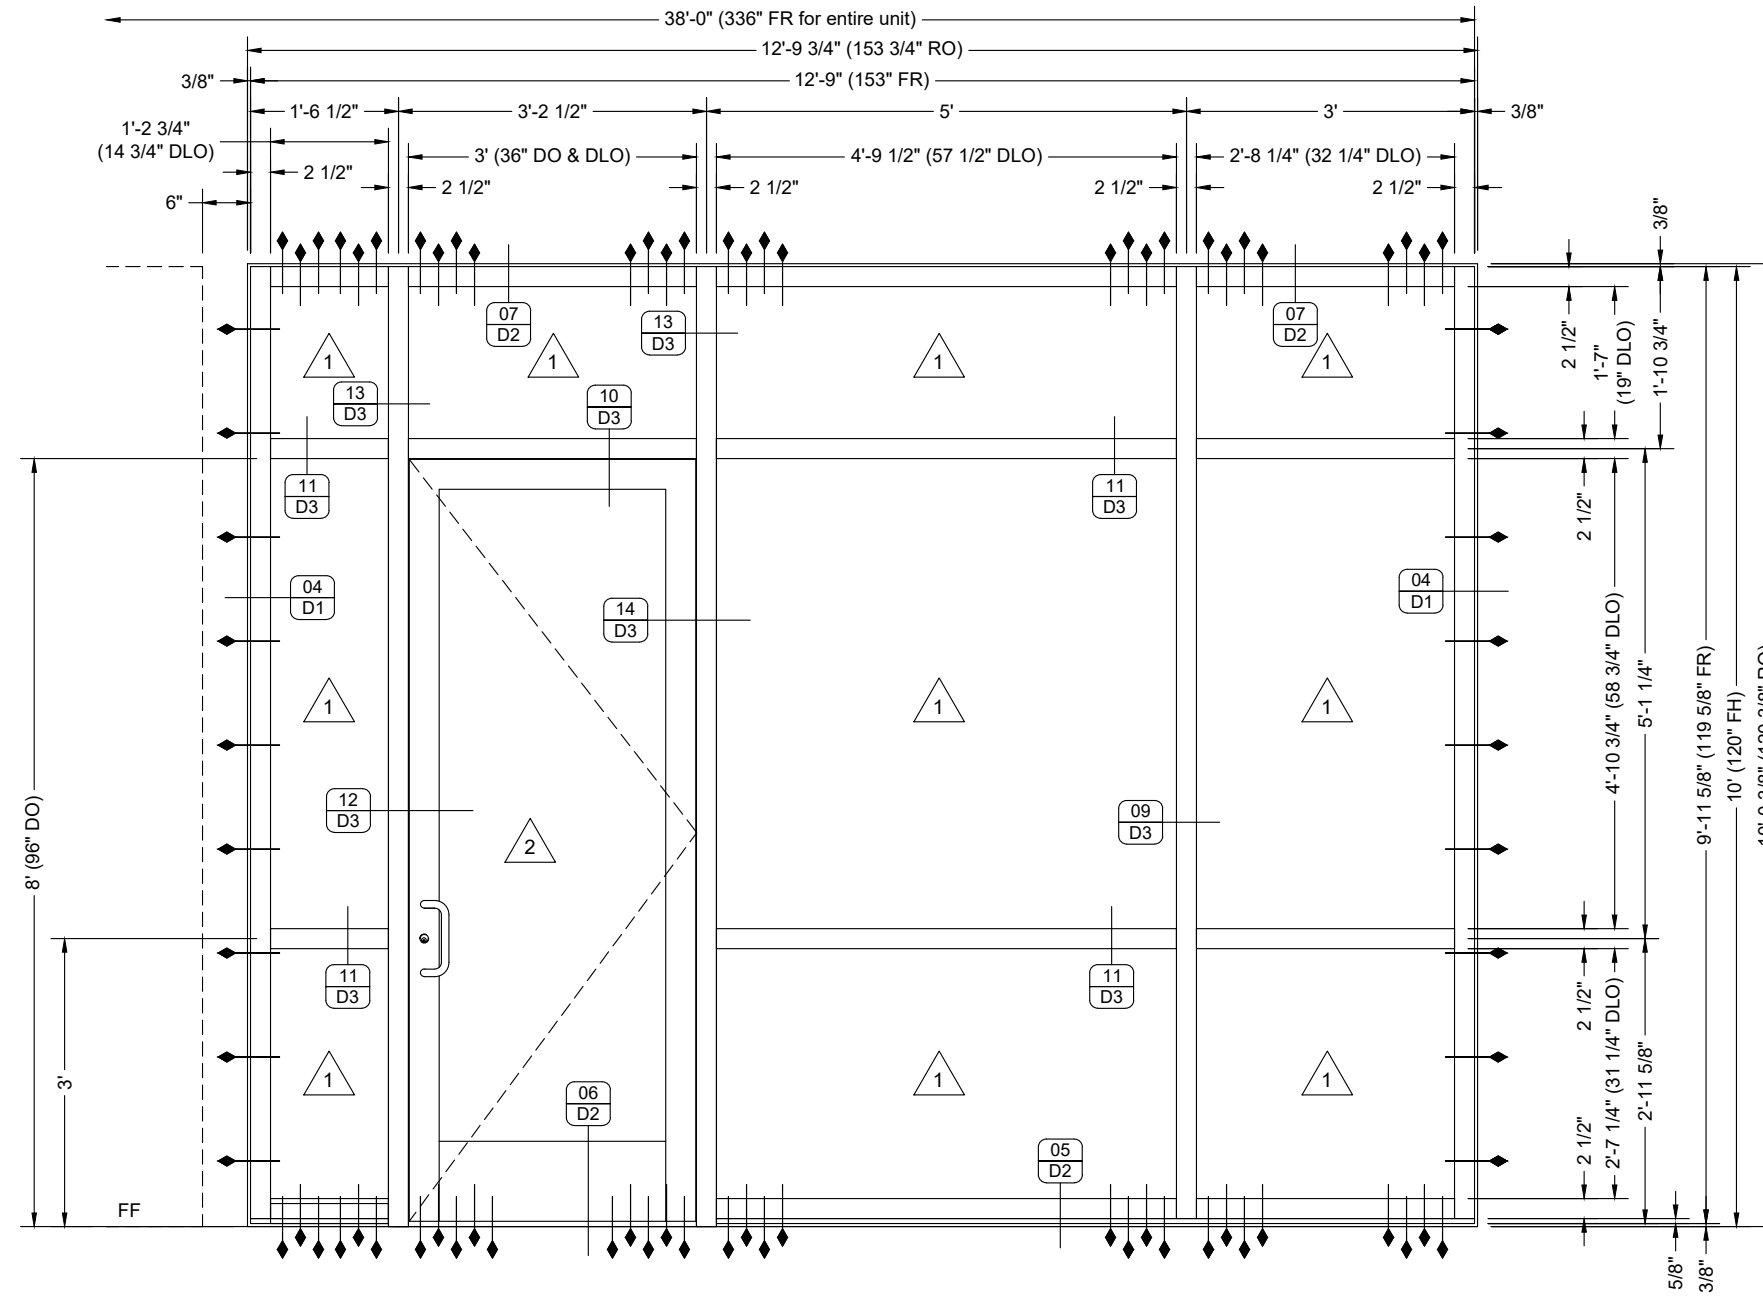 38'-0" (336" FR for entire unit)
12'-9 3/4" (153 3/4" RO)
3/8"
12'-9" (153" FR)
1'-6 1/2"
3'-2 1/2"
5'
3'
3/8"
1'-2 3/4"
(14 3/4" DLO)
3' (36" DO & DLO)
4'-9 1/2" (57 1/2" DLO)
2'-8 1/4" (32 1/4" DLO)
2 1/2"
2 1/2"
2 1/2"
2 1/2"
2 1/2"
6"
3/8"
07
D2
13
D3
07
D2
1
1
1
1
2 1/2"
1'-7"
(19" DLO)
1'-10 3/4"
13
D3
10
D3
11
D3
11
D3
2 1/2"
04
D1
14
D3
04
D1
4'-10 3/4" (58 3/4" DLO)
5'-1 1/4"
9'-11 5/8" (119 5/8" FR)
10' (120" FH)
1
1
1
8' (96" DO)
12
D3
2
09
D3
11
D3
11
D3
2 1/2"
2'-7 1/4" (31 1/4" DLO)
2'-11 5/8"
3'
1
1
1
06
D2
05
D2
2 1/2"
FF
5/8"
3/8"